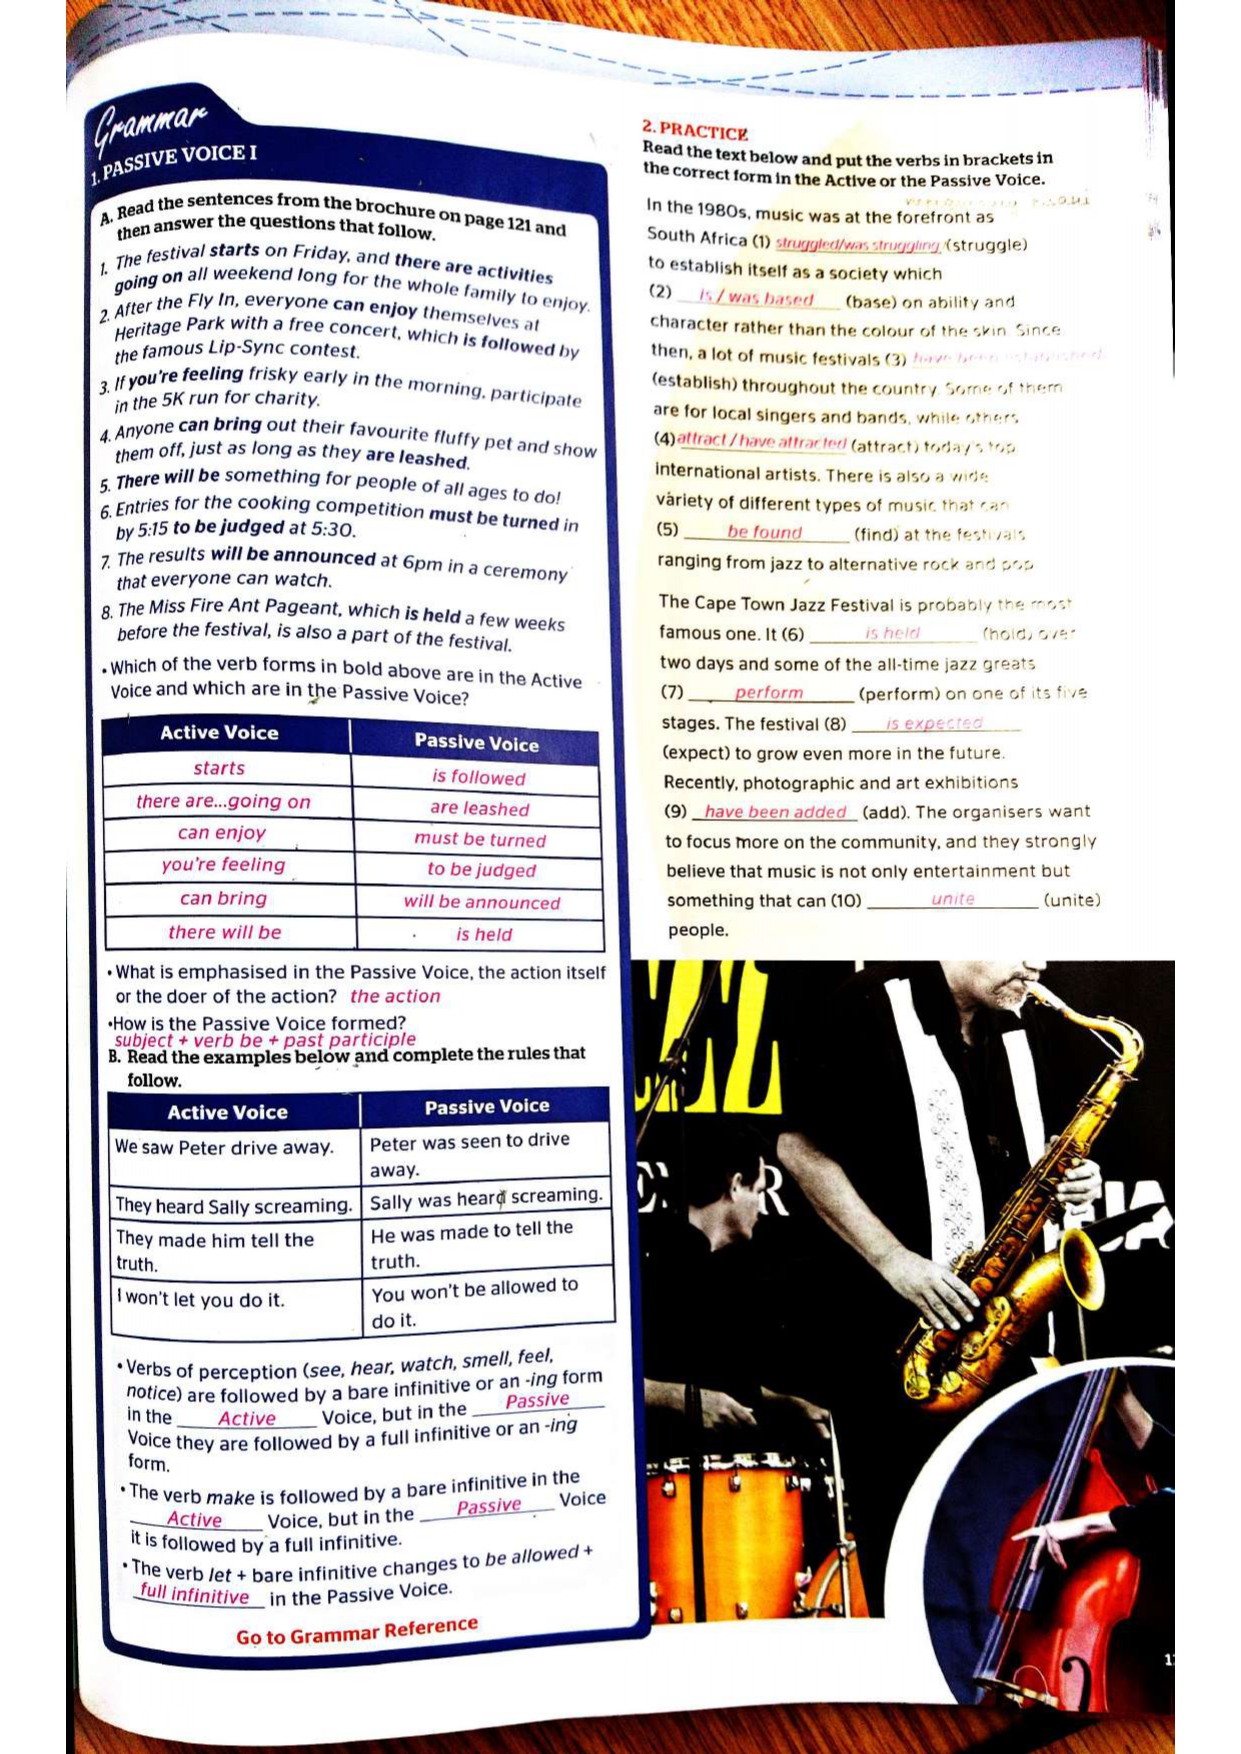 Grammar
1. PASSIVE VOICE I
A. Read the sentences from the brochure on page 121 and
then answer the questions that follow.
1. The festival starts on Friday, and there are activities
going on all weekend long for the whole family to enjoy.
2. After the Fly In, everyone can enjoy themselves at
Heritage Park with a free concert, which is followed by
the famous Lip-Sync contest.
3. If you're feeling frisky early in the morning, participate
in the 5K run for charity.
4. Anyone can bring out their favourite fluffy pet and show
them off, just as long as they are leashed.
5. There will be something for people of all ages to do!
6. Entries for the cooking competition must be turned in
by 5:15 to be judged at 5:30.
7. The results will be announced at 6pm in a ceremony
that everyone can watch.
8. The Miss Fire Ant Pageant, which is held a few weeks
before the festival, is also a part of the festival.
• Which of the verb forms in bold above are in the Active
Voice and which are in the Passive Voice?
Active Voice Passive Voice
starts is followed
there are...going on are leashed
can enjoy must be turned
you're feeling to be judged
can bring will be announced
there will be is held
• What is emphasised in the Passive Voice, the action itself
or the doer of the action? the action
•How is the Passive Voice formed?
subject + verb be + past participle
B. Read the examples below and complete the rules that
follow.
Active Voice Passive Voice
We saw Peter drive away. Peter was seen to drive
away.
They heard Sally screaming. Sally was heard screaming.
They made him tell the He was made to tell the
truth. truth.
I won't let you do it. You won't be allowed to
do it.
• Verbs of perception (see, hear, watch, smell, feel,
notice) are followed by a bare infinitive or an -ing form
in the Active Voice, but in the Passive
Voice they are followed by a full infinitive or an -ing
form.
• The verb make is followed by a bare infinitive in the
Active Voice, but in the Passive Voice
it is followed by a full infinitive.
• The verb let + bare infinitive changes to be allowed +
full infinitive in the Passive Voice.
Go to Grammar Reference
2. PRACTICE
Read the text below and put the verbs in brackets in
the correct form in the Active or the Passive Voice.
In the 1980s, music was at the forefront as
South Africa (1) struggled/was struggling (struggle)
to establish itself as a society which
(2) is / was based (base) on ability and
character rather than the colour of the skin. Since
then, a lot of music festivals (3) have been established
(establish) throughout the country. Some of them
are for local singers and bands, while others
(4) attract / have attracted (attract) today's top
international artists. There is also a wide
variety of different types of music that can
(5) be found (find) at the festivals
ranging from jazz to alternative rock and pop.
The Cape Town Jazz Festival is probably the most
famous one. It (6) is held (hold) over
two days and some of the all-time jazz greats
(7) perform (perform) on one of its five
stages. The festival (8) is expected
(expect) to grow even more in the future.
Recently, photographic and art exhibitions
(9) have been added (add). The organisers want
to focus more on the community, and they strongly
believe that music is not only entertainment but
something that can (10) unite (unite)
people.